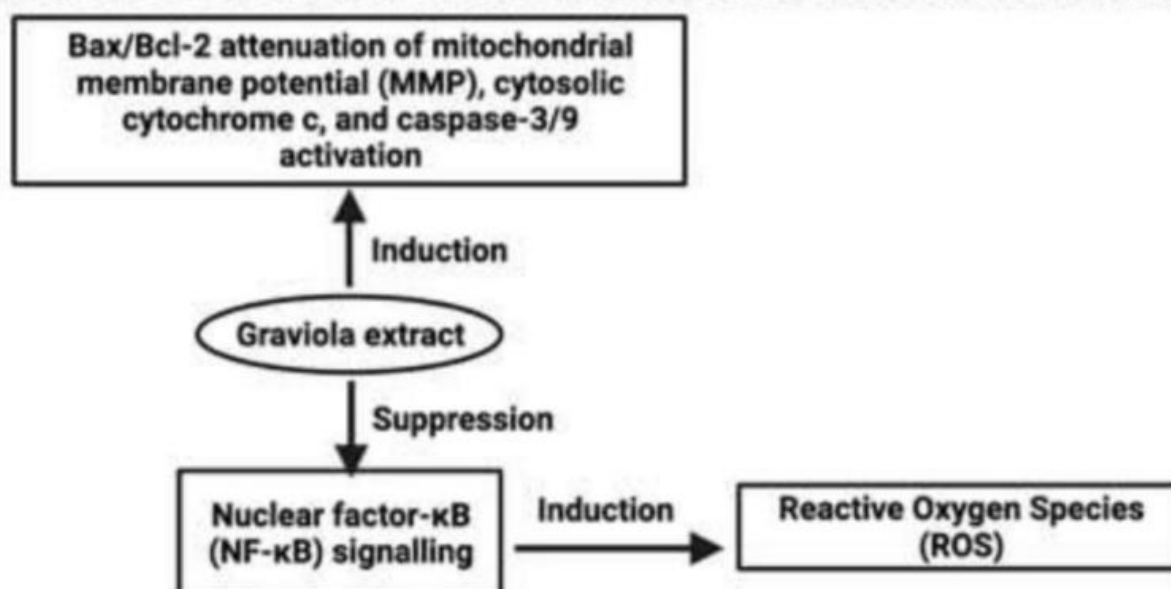 Bax/Bcl-2 attenuation of mitochondrial
membrane potential (MMP), cytosolic
cytochrome c, and caspase-3/9
activation
Induction
Graviola extract
Suppression
Nuclear factor-κB
(NF-κB) signalling
Induction
Reactive Oxygen Species
(ROS)